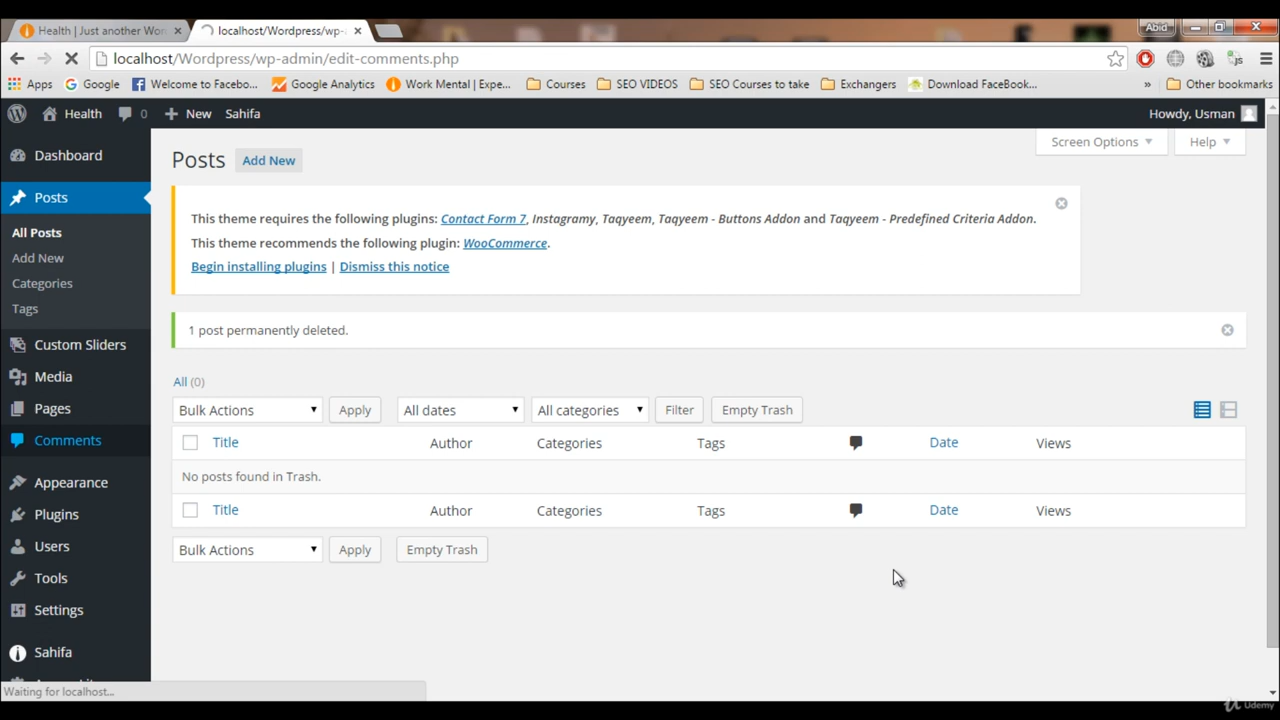 Health | Just another Wor
localhost/Wordpress/wp-
Abid
localhost/Wordpress/wp-admin/edit-comments.php
Apps
Google
Welcome to Facebo...
Google Analytics
Work Mental | Expe...
Courses
SEO VIDEOS
SEO Courses to take
Exchangers
Download FaceBook...
»
Other bookmarks
Health
0
New
Sahifa
Howdy, Usman
Dashboard
Posts
All Posts
Add New
Categories
Tags
Custom Sliders
Media
Pages
Comments
Appearance
Plugins
Users
Tools
Settings
Sahifa
Screen Options
Help
Posts
Add New
This theme requires the following plugins: Contact Form 7, Instagramy, Taqyeem, Taqyeem - Buttons Addon and Taqyeem - Predefined Criteria Addon.
This theme recommends the following plugin: WooCommerce.
Begin installing plugins | Dismiss this notice
1 post permanently deleted.
All (0)
Bulk Actions
Apply
All dates
All categories
Filter
Empty Trash
Title
Author
Categories
Tags
Date
Views
No posts found in Trash.
Title
Author
Categories
Tags
Date
Views
Bulk Actions
Apply
Empty Trash
Waiting for localhost...
Udemy